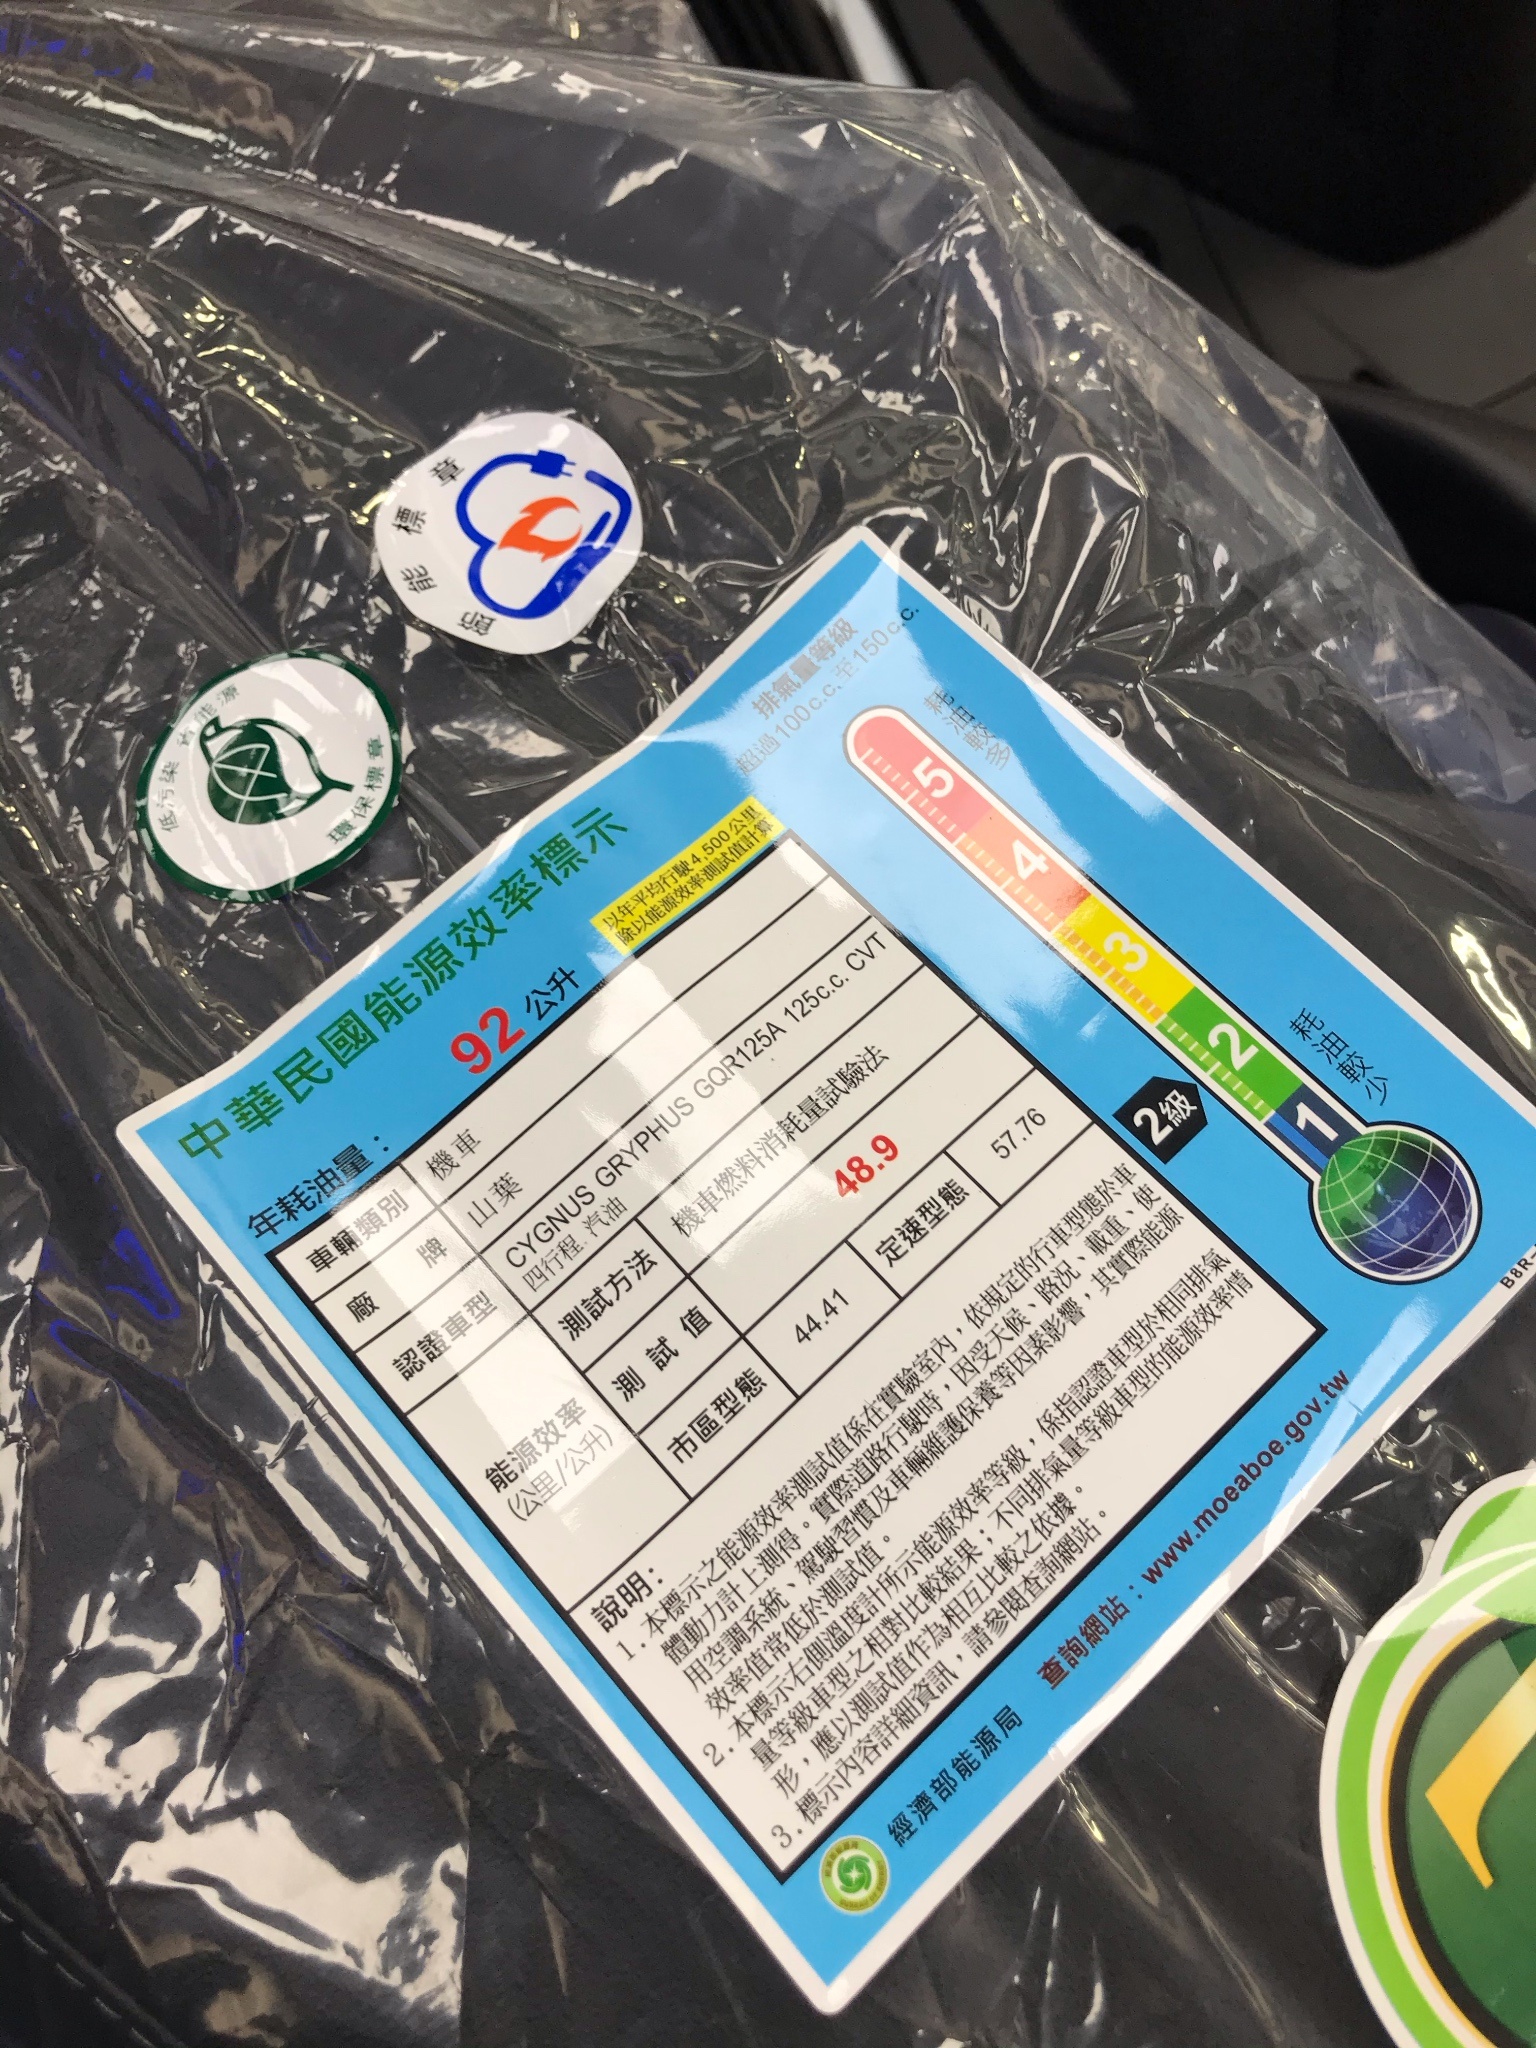 節能標章
低污染 省能源
環保標章
中華民國能源效率標示
年耗油量： 92 公升
以年平均行駛4,500公里
除以能源效率測試值計算
排氣量等級
超過100c.c.至150c.c.
車輛類別 機車
廠牌 山葉
認證車型 CYGNUS GRYPHUS GQR125A 125c.c. CVT
四行程.汽油
能源效率
(公里/公升)
測試方法 機車燃料消耗量試驗法
測試值 48.9
市區型態 44.41 定速型態 57.76
說明：
1.本標示之能源效率測試值係在實驗室內，依規定的行車型態於車
體動力計上測得。實際道路行駛時，因受天候、路況、載重、使
用空調系統、駕駛習慣及車輛維護保養等因素影響，其實際能源
效率值常低於測試值。
2.本標示右側溫度計所示能源效率等級，係指認證車型於相同排氣
量等級車型之相對比較結果；不同排氣量等級車型的能源效率情
形，應以測試值作為相互比較之依據。
3.標示內容詳細資訊，請參閱查詢網站。
耗油較多
5
4
3
2
1
2級
耗油較少
經濟部能源局 查詢網站：www.moeaboe.gov.tw
B8R-